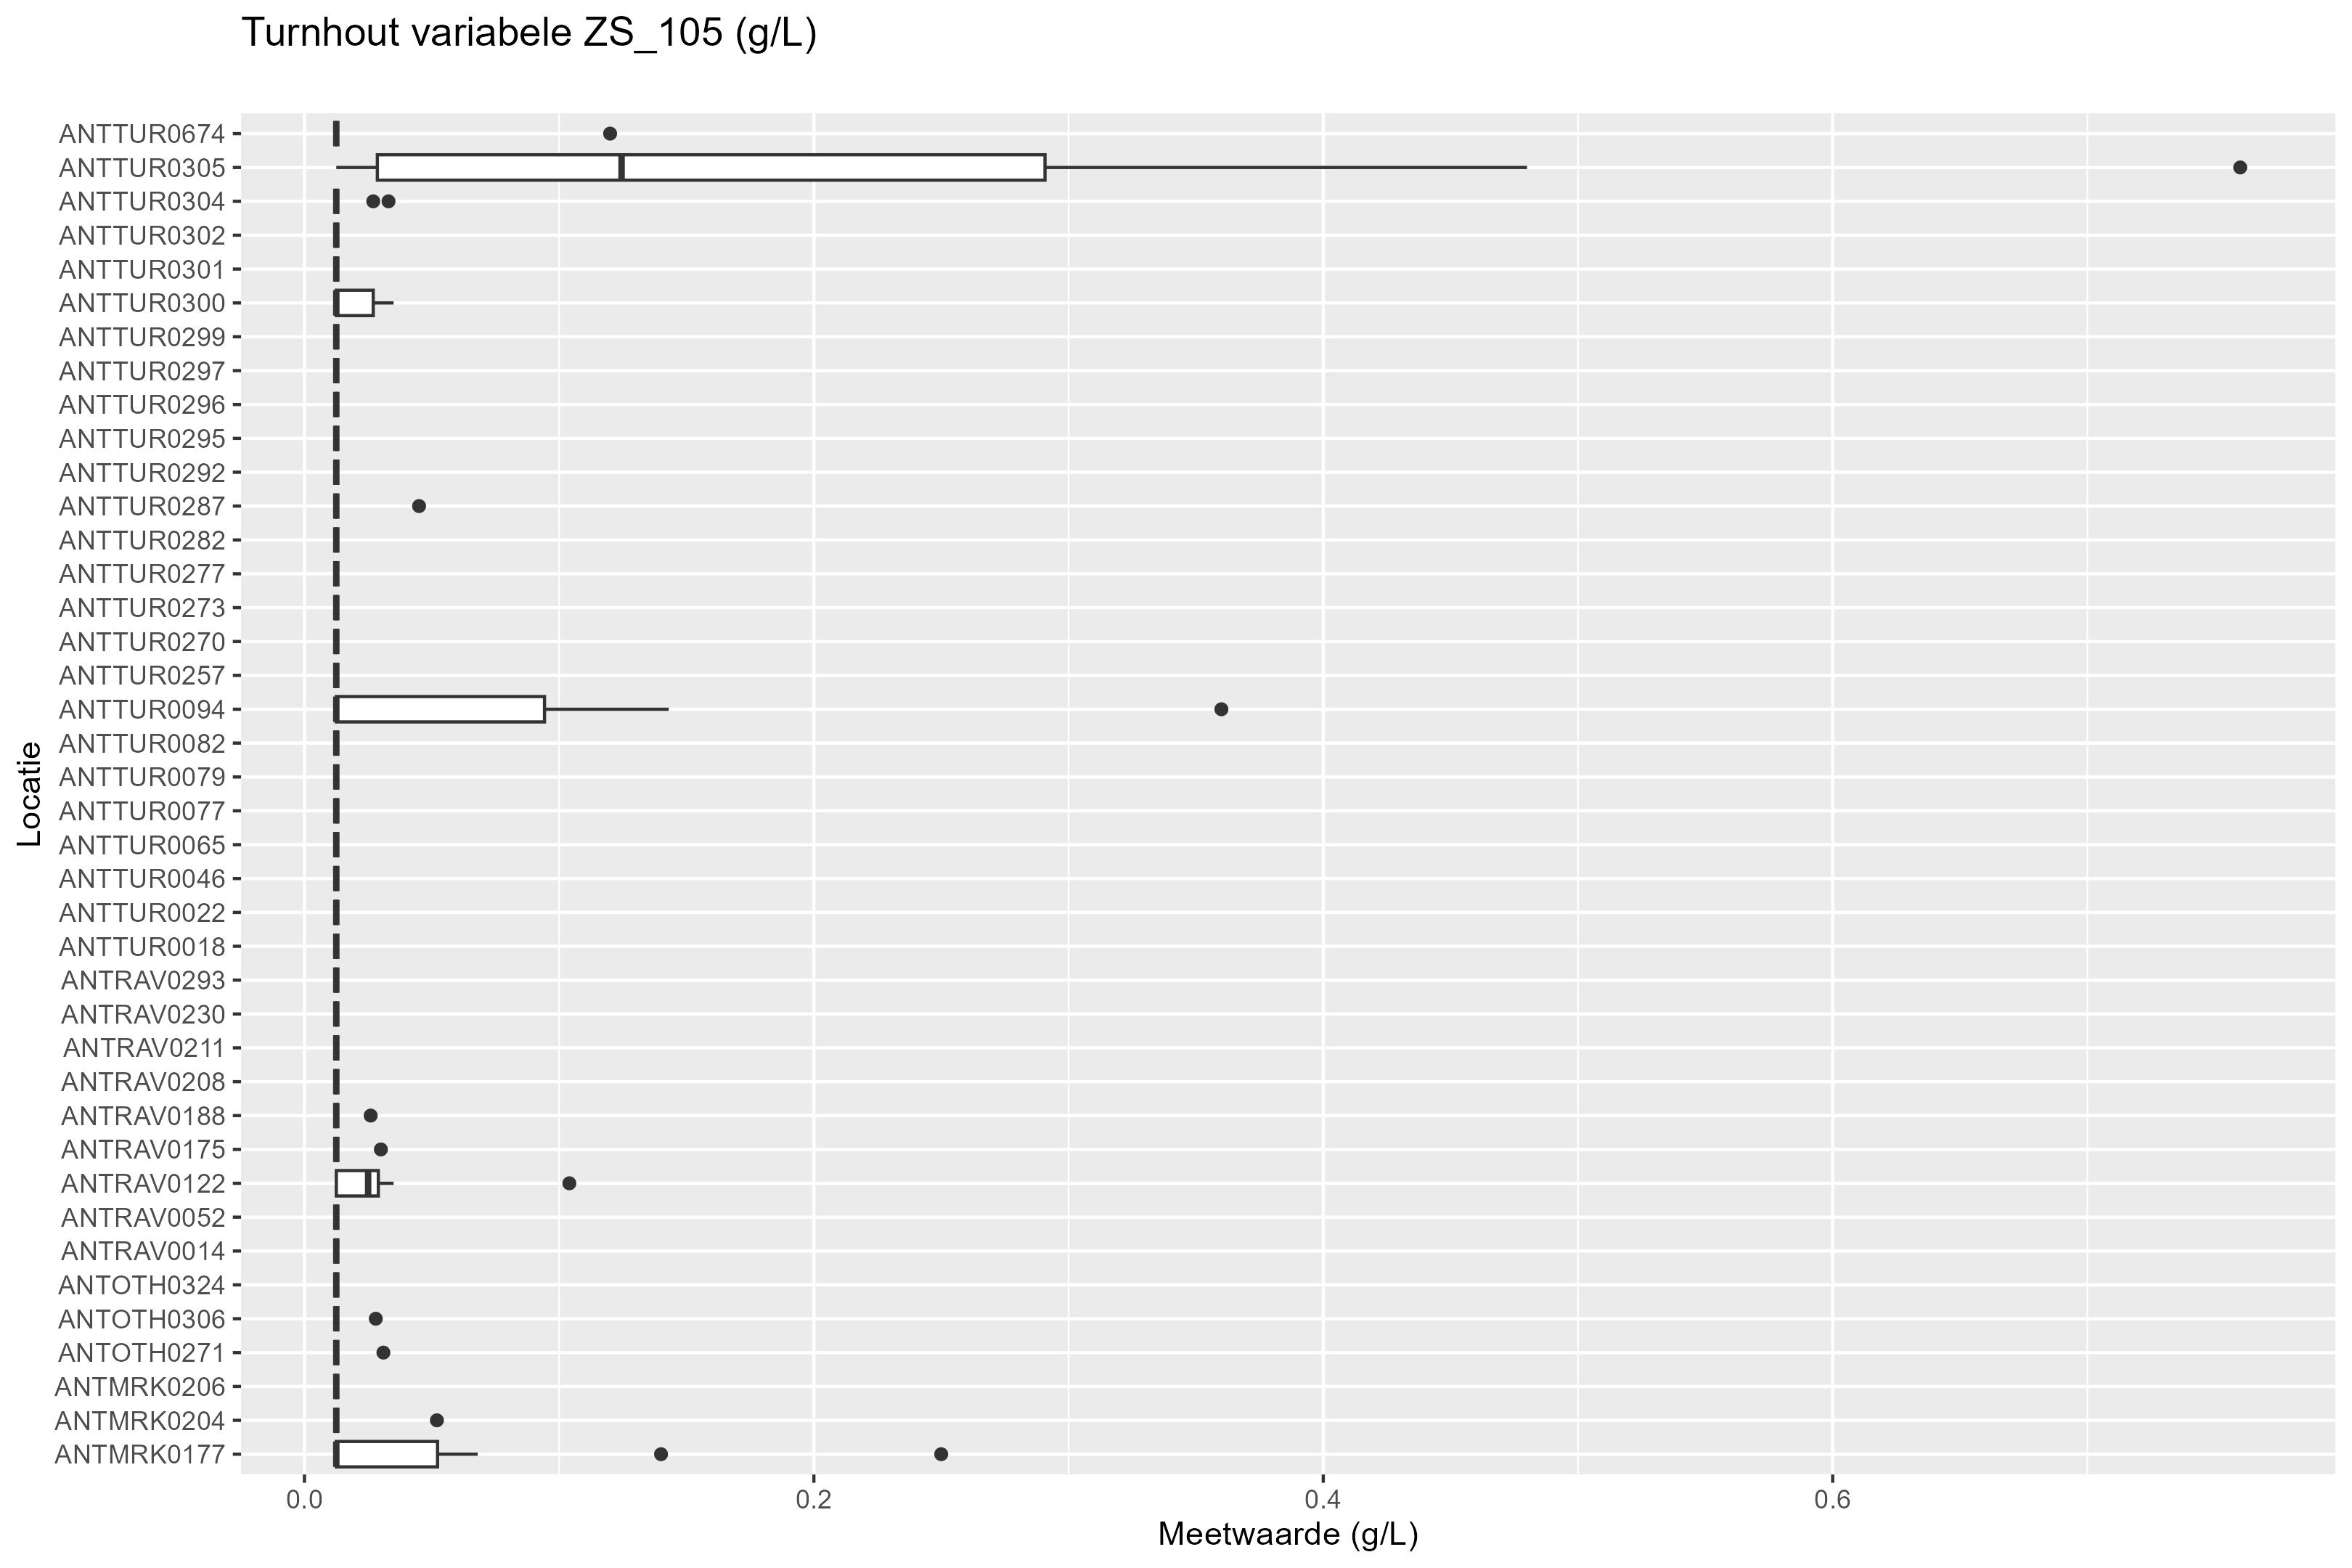 Turnhout variabele ZS_105 (g/L)
ANTTUR0674
ANTTUR0305
ANTTUR0304
ANTTUR0302
ANTTUR0301
ANTTUR0300
ANTTUR0299
ANTTUR0297
ANTTUR0296
ANTTUR0295
ANTTUR0292
ANTTUR0287
ANTTUR0282
ANTTUR0277
ANTTUR0273
ANTTUR0270
ANTTUR0257
ANTTUR0094
ANTTUR0082
ANTTUR0079
ANTTUR0077
ANTTUR0065
ANTTUR0046
ANTTUR0022
ANTTUR0018
ANTRAV0293
ANTRAV0230
ANTRAV0211
ANTRAV0208
ANTRAV0188
ANTRAV0175
ANTRAV0122
ANTRAV0052
ANTRAV0014
ANTOTH0324
ANTOTH0306
ANTOTH0271
ANTMRK0206
ANTMRK0204
ANTMRK0177
Locatie
0.0 0.2 0.4 0.6
Meetwaarde (g/L)